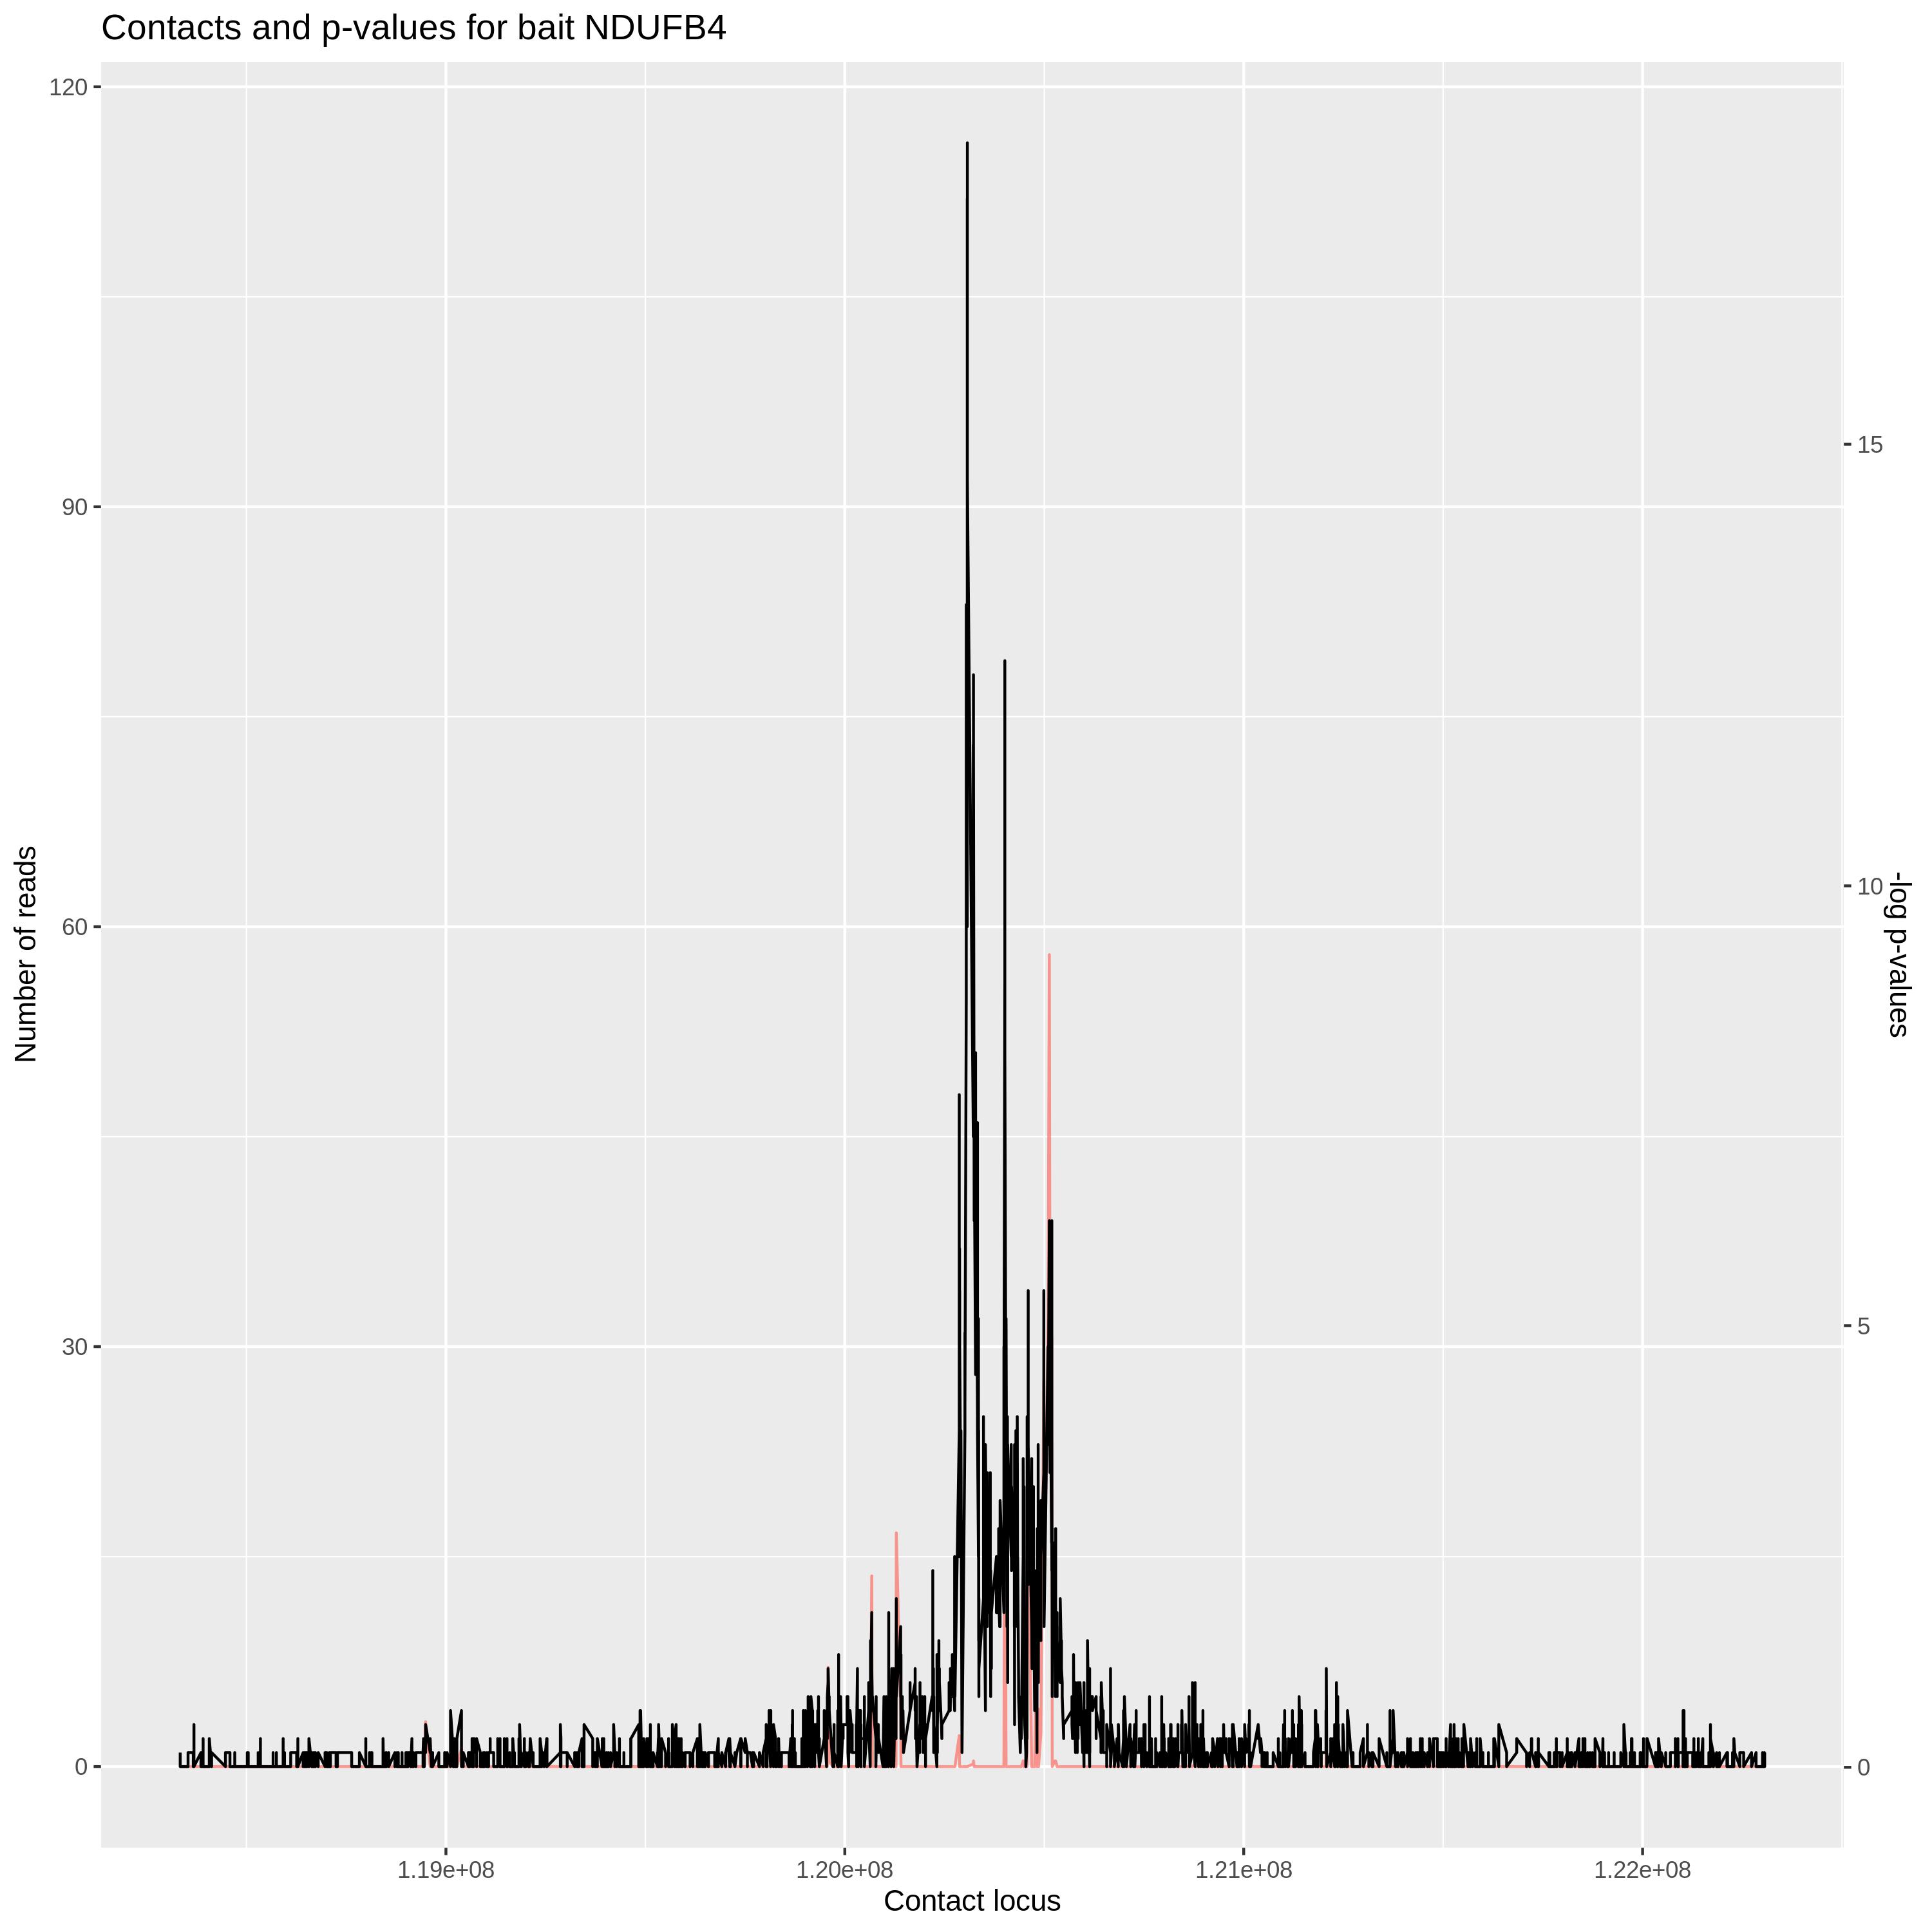 Contacts and p-values for bait NDUFB4
120
90
60
30
0
Number of reads
15
10
5
0
-log p-values
1.19e+08
1.20e+08
1.21e+08
1.22e+08
Contact locus